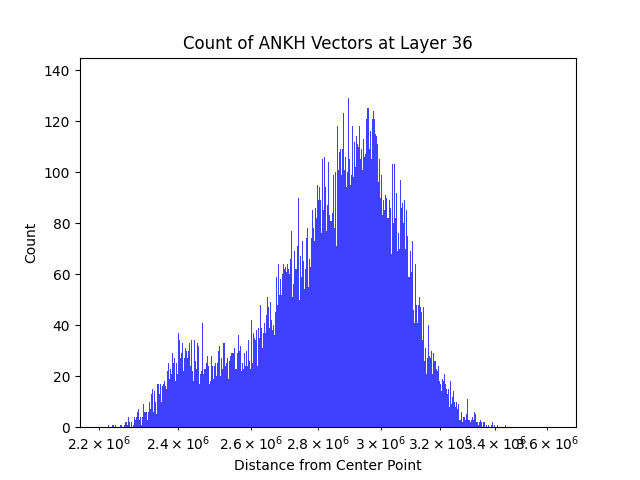 Count of ANKH Vectors at Layer 36
140
120
100
80
60
40
20
0
Count
2.2 × 10⁶ 2.4 × 10⁶ 2.6 × 10⁶ 2.8 × 10⁶ 3 × 10⁶ 3.2 × 10⁶ 3.4 × 10⁶ 3.6 × 10⁶
Distance from Center Point